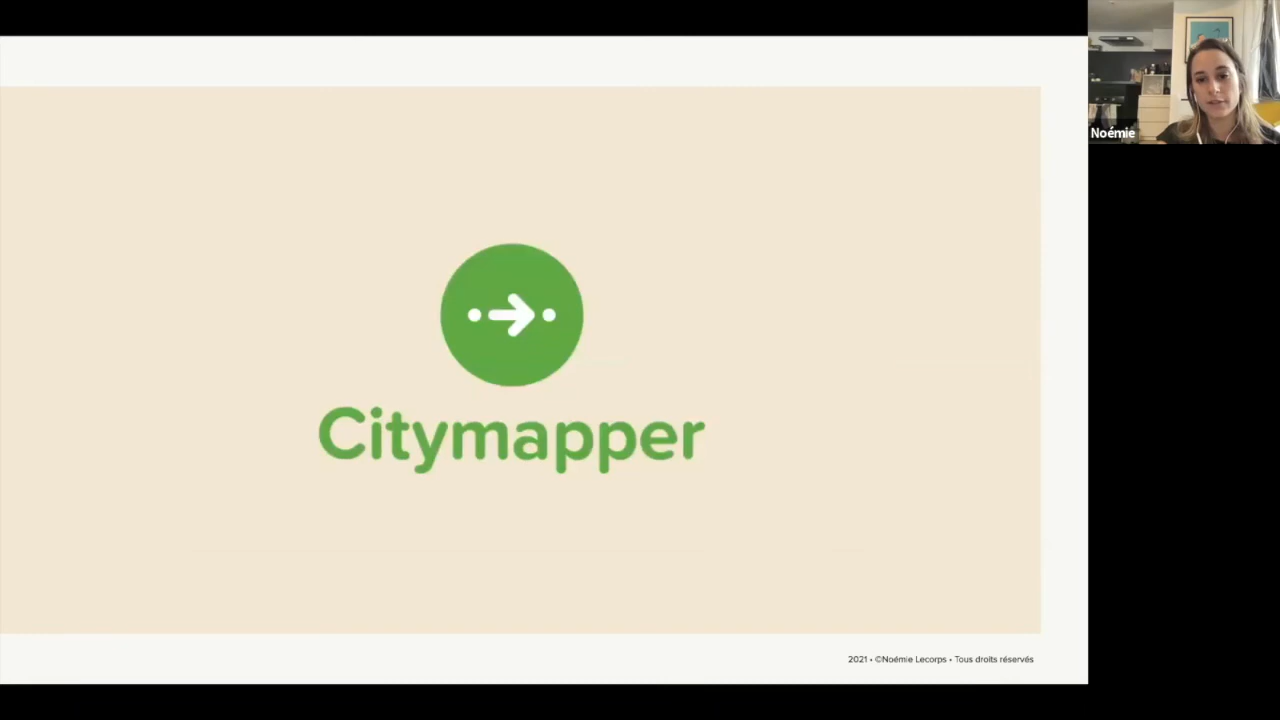 Noémie
Citymapper
2021 • ©Noémie Lecorps • Tous droits réservés